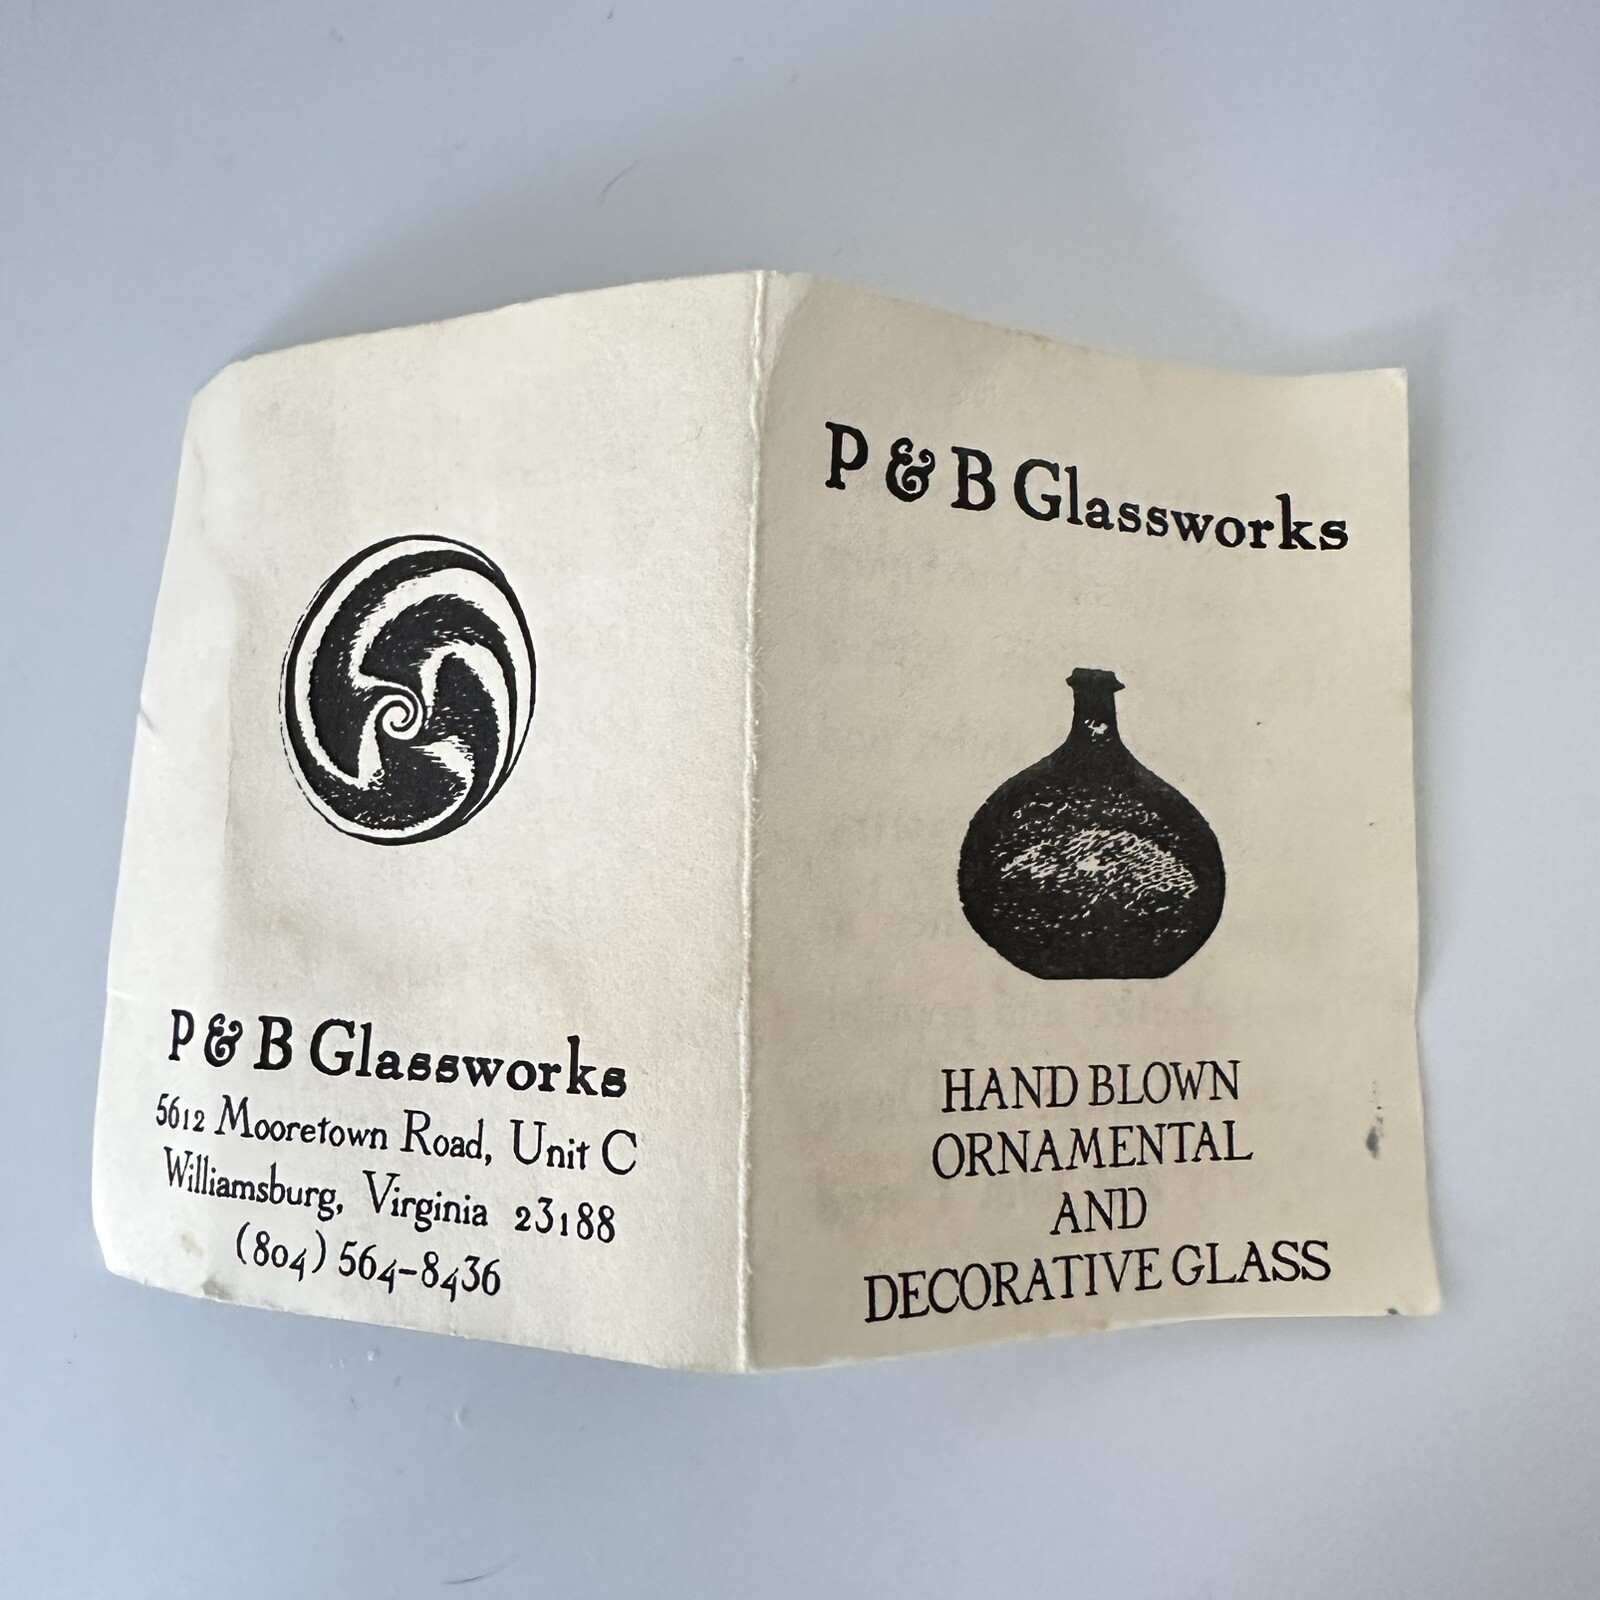 P & B Glassworks
5612 Mooretown Road, Unit C
Williamsburg, Virginia 23188
(804) 564-8436
P & B Glassworks
HAND BLOWN
ORNAMENTAL
AND
DECORATIVE GLASS